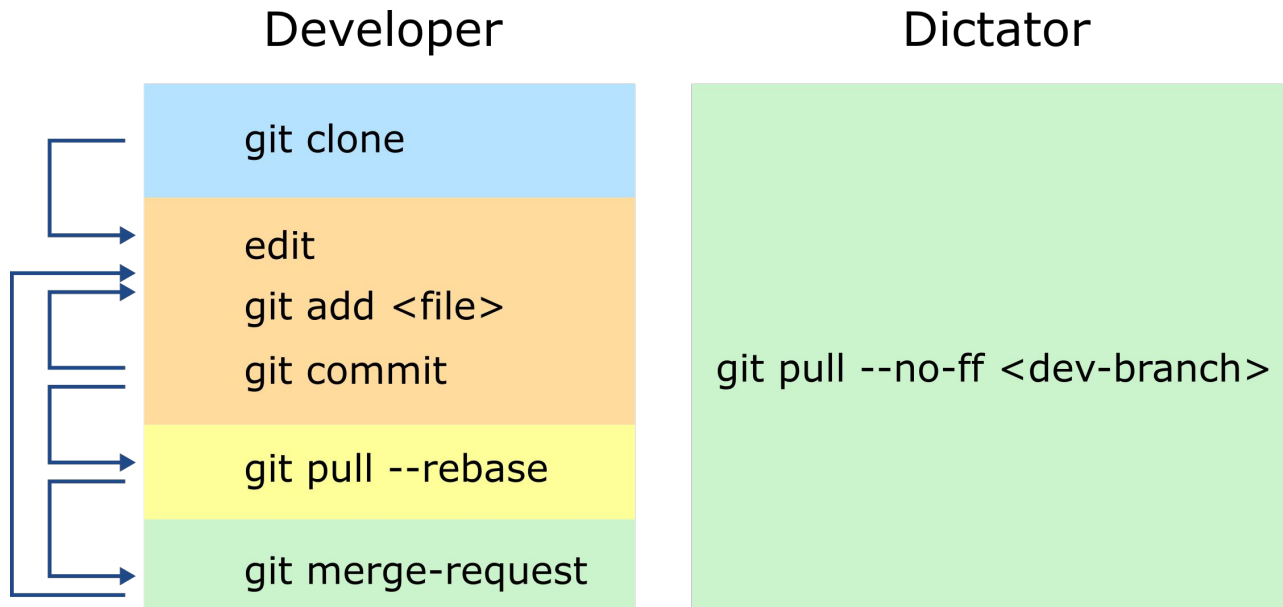 Developer
Dictator
git clone
edit
git add <file>
git commit
git pull --rebase
git merge-request
git pull --no-ff <dev-branch>